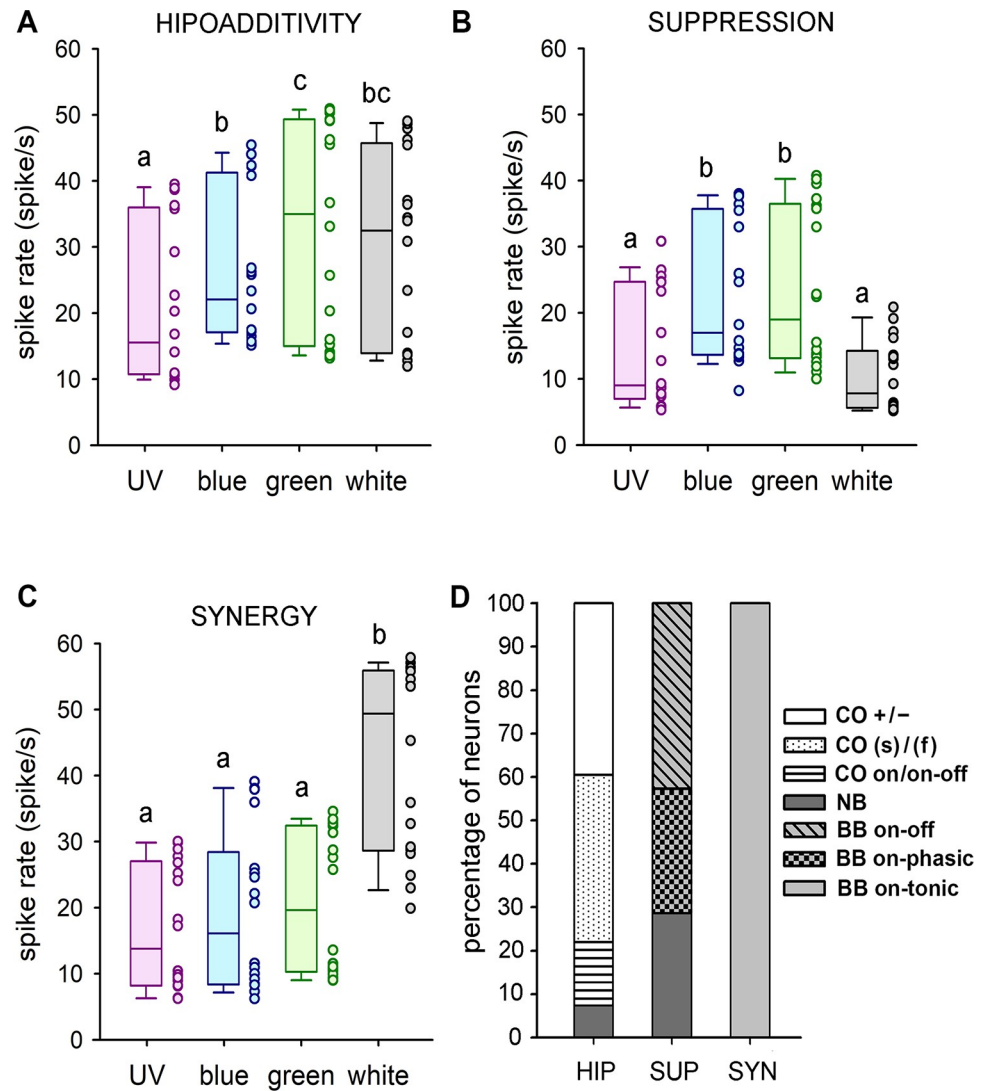 A HIPOADDITIVITY
spike rate (spike/s)
60
50
40
30
20
10
0
a b c bc
UV blue green white
B SUPPRESSION
spike rate (spike/s)
60
50
40
30
20
10
0
a b b a
UV blue green white
C SYNERGY
spike rate (spike/s)
60
50
40
30
20
10
0
a a a b
UV blue green white
D
percentage of neurons
100
90
80
70
60
50
40
30
20
10
0
HIP SUP SYN
CO +/−
CO (s)/(f)
CO on/on-off
NB
BB on-off
BB on-phasic
BB on-tonic